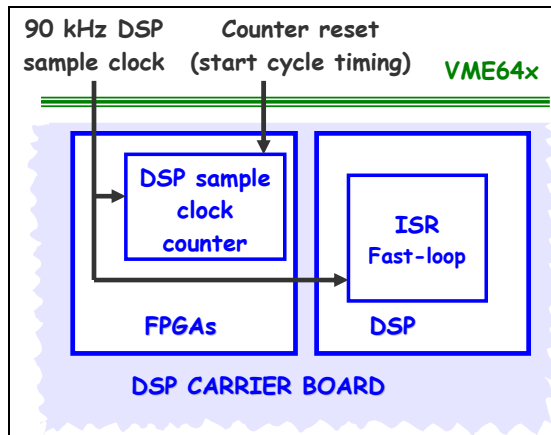 90 kHz DSP
sample clock
Counter reset
(start cycle timing)
VME64x
DSP sample
clock
counter
ISR
Fast-loop
FPGAs
DSP
DSP CARRIER BOARD